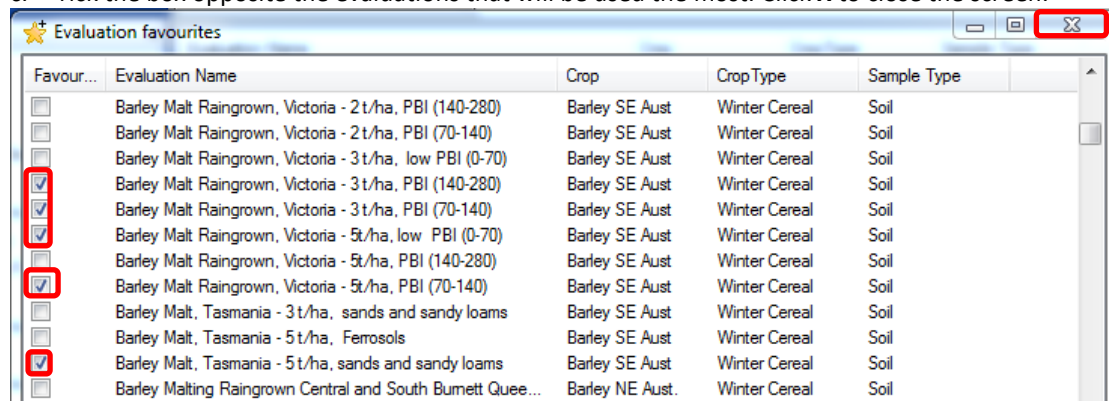 Evaluation favourites
Favour... Evaluation Name Crop Crop Type Sample Type
Barley Malt Raingrown, Victoria - 2 t/ha, PBI (140-280) Barley SE Aust Winter Cereal Soil
Barley Malt Raingrown, Victoria - 2 t/ha, PBI (70-140) Barley SE Aust Winter Cereal Soil
Barley Malt Raingrown, Victoria - 3 t/ha, low PBI (0-70) Barley SE Aust Winter Cereal Soil
Barley Malt Raingrown, Victoria - 3 t/ha, PBI (140-280) Barley SE Aust Winter Cereal Soil
Barley Malt Raingrown, Victoria - 3 t/ha, PBI (70-140) Barley SE Aust Winter Cereal Soil
Barley Malt Raingrown, Victoria - 5t/ha, low PBI (0-70) Barley SE Aust Winter Cereal Soil
Barley Malt Raingrown, Victoria - 5t/ha, PBI (140-280) Barley SE Aust Winter Cereal Soil
Barley Malt Raingrown, Victoria - 5t/ha, PBI (70-140) Barley SE Aust Winter Cereal Soil
Barley Malt, Tasmania - 3 t/ha, sands and sandy loams Barley SE Aust Winter Cereal Soil
Barley Malt, Tasmania - 5 t/ha, Ferrosols Barley SE Aust Winter Cereal Soil
Barley Malt, Tasmania - 5 t/ha, sands and sandy loams Barley SE Aust Winter Cereal Soil
Barley Malting Raingrown Central and South Burnett Quee... Barley NE Aust. Winter Cereal Soil